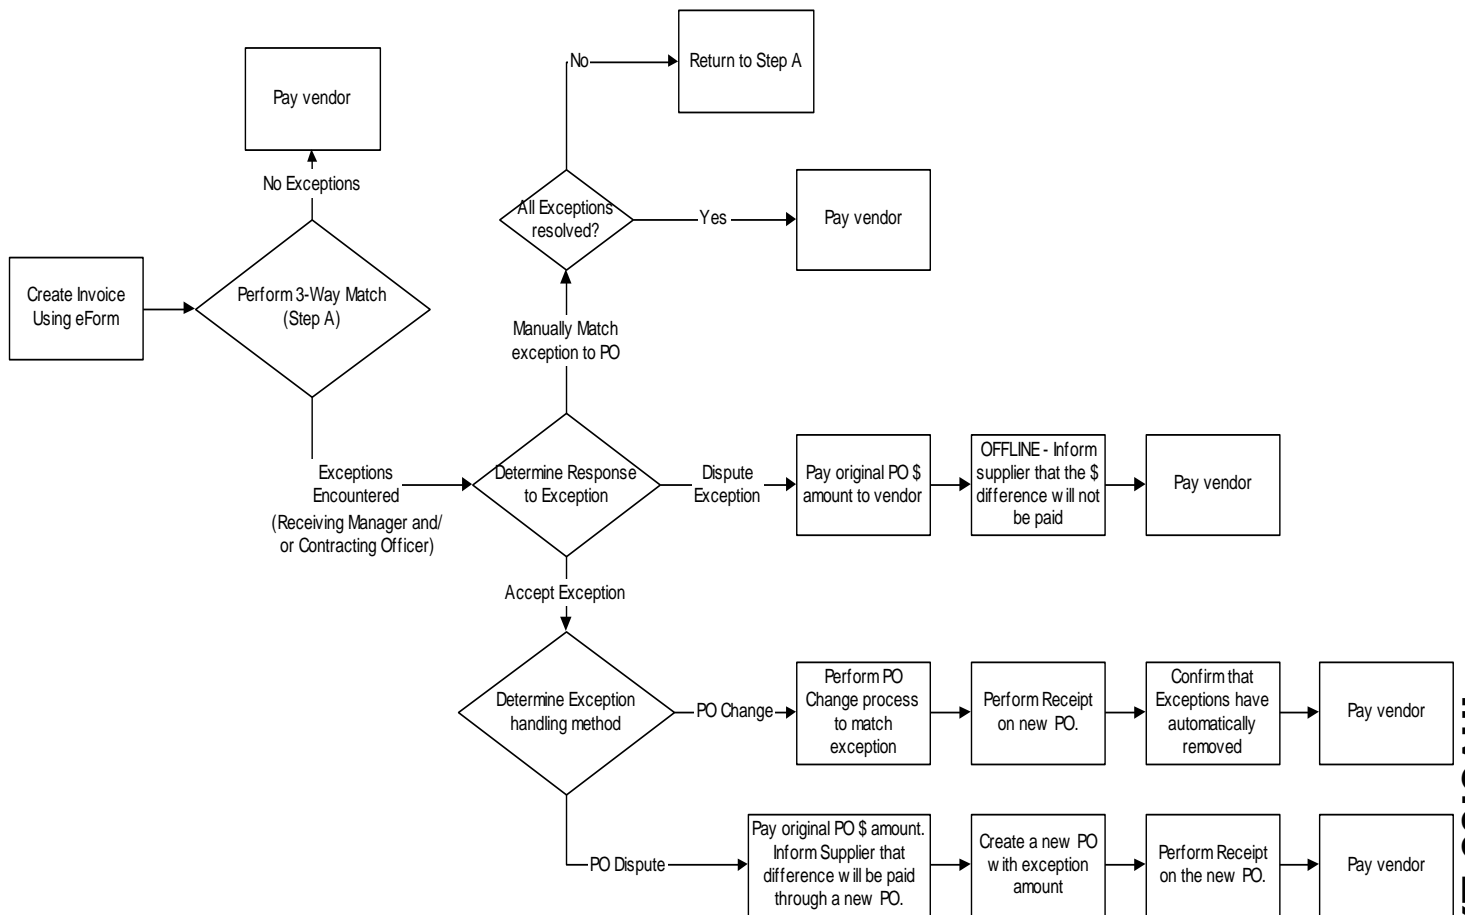 No
Return to Step A
Pay vendor
No Exceptions
All Exceptions
resolved?
Yes
Pay vendor
Create Invoice
Using eForm
Perform 3-Way Match
(Step A)
Manually Match
exception to PO
Exceptions
Encountered
(Receiving Manager and/
or Contracting Officer)
Determine Response
to Exception
Dispute
Exception
Pay original PO $
amount to vendor
OFFLINE - Inform
supplier that the $
difference will not
be paid
Pay vendor
Accept Exception
Determine Exception
handling method
PO Change
Perform PO
Change process
to match
exception
Perform Receipt
on new PO.
Confirm that
Exceptions have
automatically
removed
Pay vendor
PO Dispute
Pay original PO $ amount.
Inform Supplier that
difference will be paid
through a new PO.
Create a new PO
with exception
amount
Perform Receipt
on the new PO.
Pay vendor